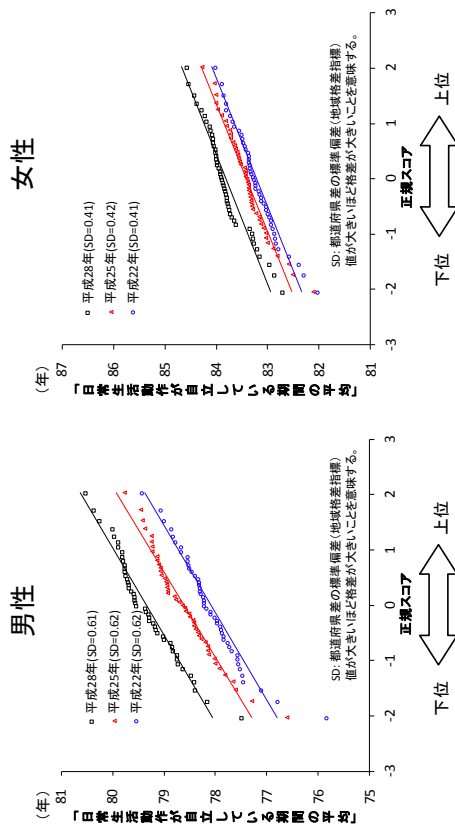 男性
(年)
「日常生活動作が自立している期間の平均」
81
80
79
78
77
76
75
□ 平成28年(SD=0.61)
△ 平成25年(SD=0.62)
○ 平成22年(SD=0.62)
SD: 都道府県差の標準偏差(地域格差指標)
値が大きいほど格差が大きいことを意味する。
-3
-2
-1
0
1
2
3
正規スコア
下位
上位
女性
(年)
「日常生活動作が自立している期間の平均」
87
86
85
84
83
82
81
□ 平成28年(SD=0.41)
△ 平成25年(SD=0.42)
○ 平成22年(SD=0.41)
SD: 都道府県差の標準偏差(地域格差指標)
値が大きいほど格差が大きいことを意味する。
-3
-2
-1
0
1
2
3
正規スコア
下位
上位